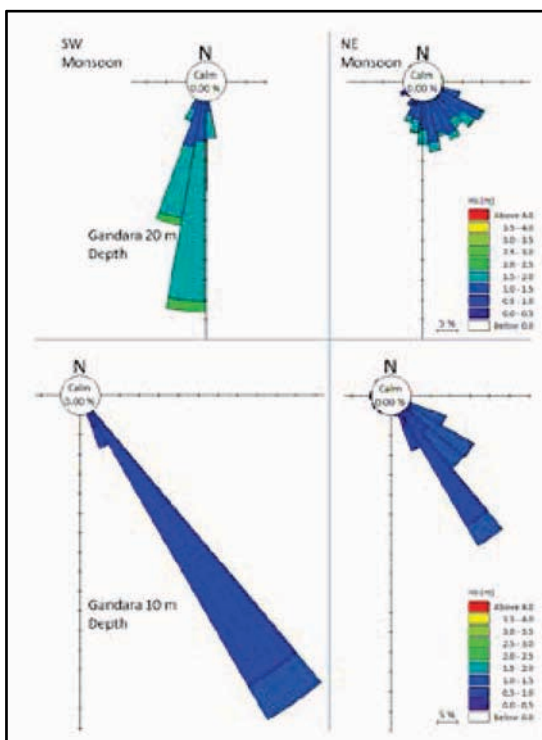 SW
Monsoon
N
Calm
0.00 %
Gandara 20 m
Depth
NE
Monsoon
N
Calm
0.00 %
Hs [m]
Above 4.0
3.5 - 4.0
3.0 - 3.5
2.5 - 3.0
2.0 - 2.5
1.5 - 2.0
1.0 - 1.5
0.5 - 1.0
0.0 - 0.5
Below 0.0
5 %
N
Calm
0.00 %
Gandara 10 m
Depth
N
Calm
0.00 %
Hs [m]
Above 4.0
3.5 - 4.0
3.0 - 3.5
2.5 - 3.0
2.0 - 2.5
1.5 - 2.0
1.0 - 1.5
0.5 - 1.0
0.0 - 0.5
Below 0.0
5 %